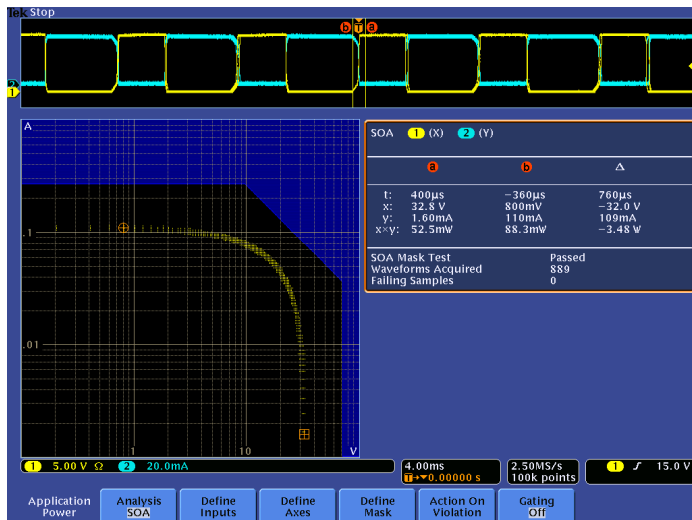 Tek Stop
b T a
2
1
A
SOA 1 (X) 2 (Y)
a b Δ
t: 400µs −360µs 760µs
x: 32.8 V 800mV −32.0 V
y: 1.60mA 110mA 109mA
x×y: 52.5mW 88.3mW −3.48 W
SOA Mask Test Passed
Waveforms Acquired 889
Failing Samples 0
.1
.01
1 10 V
1 5.00 V Ω 2 20.0mA 4.00ms 2.50MS/s 1 ʃ 15.0 V
T→▼0.00000 s 100k points
Application Power
Analysis SOA
Define Inputs
Define Axes
Define Mask
Action On Violation
Gating Off